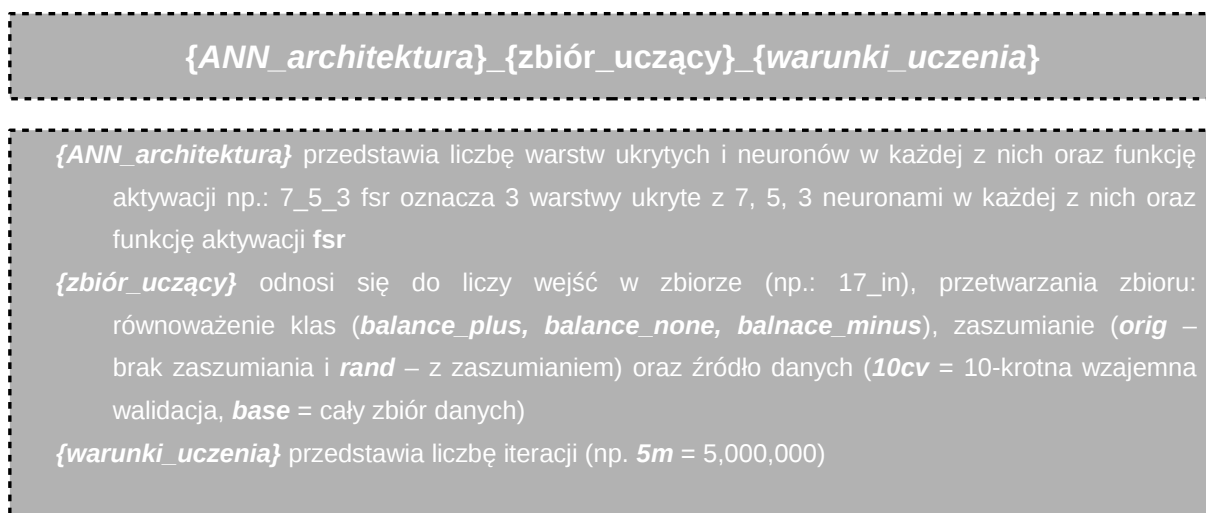 {ANN_architektura}_{zbiór_uczący}_{warunki_uczenia}
{ANN_architektura} przedstawia liczbę warstw ukrytych i neuronów w każdej z nich oraz funkcję
aktywacji np.: 7_5_3 fsr oznacza 3 warstwy ukryte z 7, 5, 3 neuronami w każdej z nich oraz
funkcję aktywacji fsr
{zbiór_uczący} odnosi się do liczy wejść w zbiorze (np.: 17_in), przetwarzania zbioru:
równoważenie klas (balance_plus, balance_none, balnace_minus), zaszumianie (orig –
brak zaszumiania i rand – z zaszumianiem) oraz źródło danych (10cv = 10-krotna wzajemna
walidacja, base = cały zbiór danych)
{warunki_uczenia} przedstawia liczbę iteracji (np. 5m = 5,000,000)